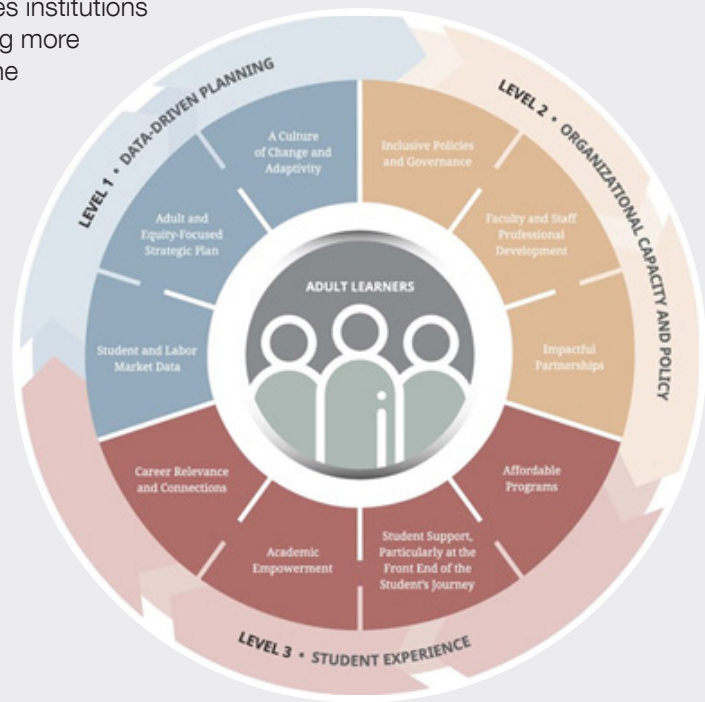 es institutions
g more
ne
LEVEL 1 • DATA-DRIVEN PLANNING
A Culture
of Change and
Adaptivity
Adult and
Equity-Focused
Strategic Plan
Student and Labor
Market Data
LEVEL 2 • ORGANIZATIONAL CAPACITY AND POLICY
Inclusive Policies
and Governance
Faculty and Staff
Professional
Development
Impactful
Partnerships
ADULT LEARNERS
Affordable
Programs
Student Support,
Particularly at the
Front End of the
Student's Journey
Academic
Empowerment
Career Relevance
and Connections
LEVEL 3 • STUDENT EXPERIENCE